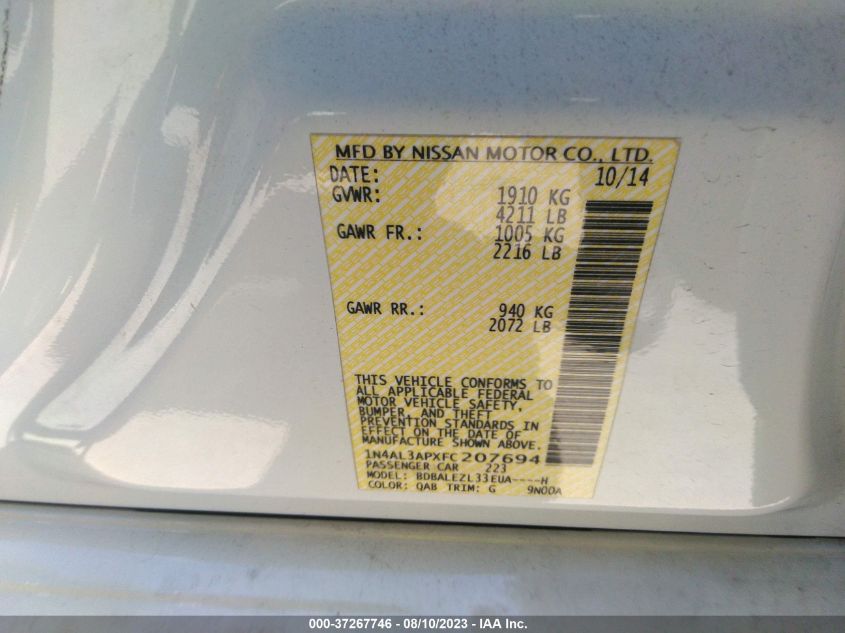 MFD BY NISSAN MOTOR CO., LTD.
DATE: 10/14
GVWR: 1910 KG
4211 LB
GAWR FR.: 1005 KG
2216 LB
GAWR RR.: 940 KG
2072 LB
THIS VEHICLE CONFORMS TO
ALL APPLICABLE FEDERAL
MOTOR VEHICLE SAFETY,
BUMPER, AND THEFT
PREVENTION STANDARDS IN
EFFECT ON THE DATE OF
MANUFACTURE SHOWN ABOVE.
1N4AL3APXFC207694
PASSENGER CAR 223
MODEL: BDBALEZL33EUA----H
COLOR: QAB TRIM: G 9N00A
000-37267746 — 08/10/2023 - IAA Inc.